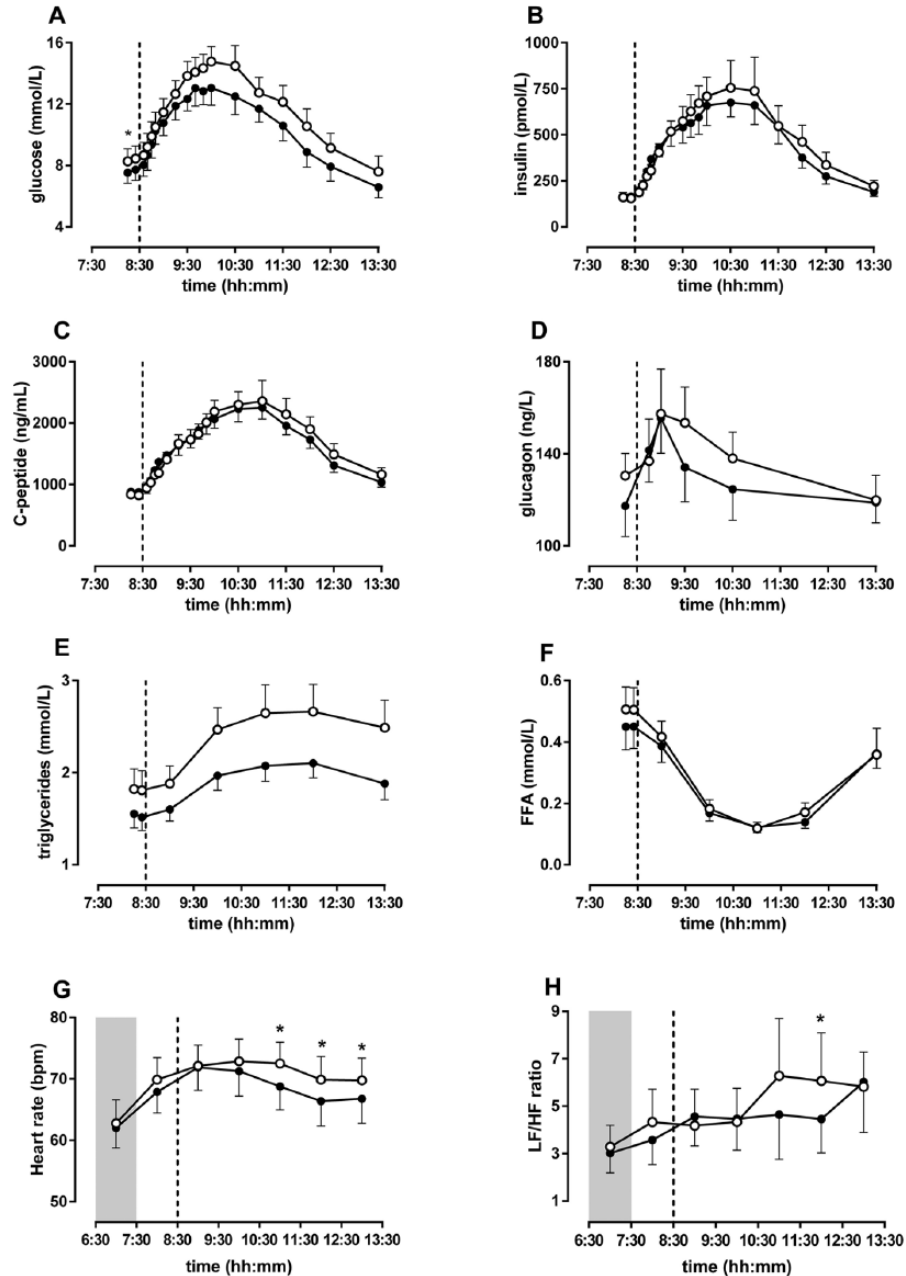 A
glucose (mmol/L)
16
12
8
4
*
7:30 8:30 9:30 10:30 11:30 12:30 13:30
time (hh:mm)
B
insulin (pmol/L)
1000
750
500
250
0
7:30 8:30 9:30 10:30 11:30 12:30 13:30
time (hh:mm)
C
C-peptide (ng/mL)
3000
2000
1000
0
7:30 8:30 9:30 10:30 11:30 12:30 13:30
time (hh:mm)
D
glucagon (ng/L)
180
140
100
7:30 8:30 9:30 10:30 11:30 12:30 13:30
time (hh:mm)
E
triglycerides (mmol/L)
3
2
1
7:30 8:30 9:30 10:30 11:30 12:30 13:30
time (hh:mm)
F
FFA (mmol/L)
0.6
0.4
0.2
0.0
7:30 8:30 9:30 10:30 11:30 12:30 13:30
time (hh:mm)
G
Heart rate (bpm)
80
70
60
50
* * *
6:30 7:30 8:30 9:30 10:30 11:30 12:30 13:30
time (hh:mm)
H
LF/HF ratio
9
7
5
3
1
*
6:30 7:30 8:30 9:30 10:30 11:30 12:30 13:30
time (hh:mm)